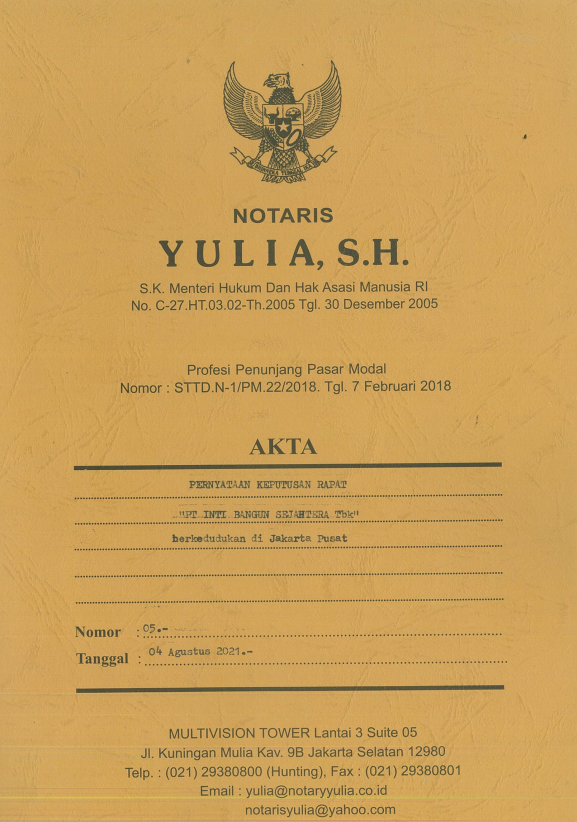 NOTARIS
YULIA, S.H.
S.K. Menteri Hukum Dan Hak Asasi Manusia RI
No. C-27.HT.03.02-Th.2005 Tgl. 30 Desember 2005
Profesi Penunjang Pasar Modal
Nomor : STTD.N-1/PM.22/2018. Tgl. 7 Februari 2018
AKTA
PERNYATAAN KEPUTUSAN RAPAT
"PT INTI BANGUN SEJAHTERA Tbk"
berkedudukan di Jakarta Pusat
Nomor : 05.-
Tanggal : 04 Agustus 2021.-
MULTIVISION TOWER Lantai 3 Suite 05
Jl. Kuningan Mulia Kav. 9B Jakarta Selatan 12980
Telp. : (021) 29380800 (Hunting), Fax : (021) 29380801
Email : yulia@notaryyulia.co.id
notarisyulia@yahoo.com